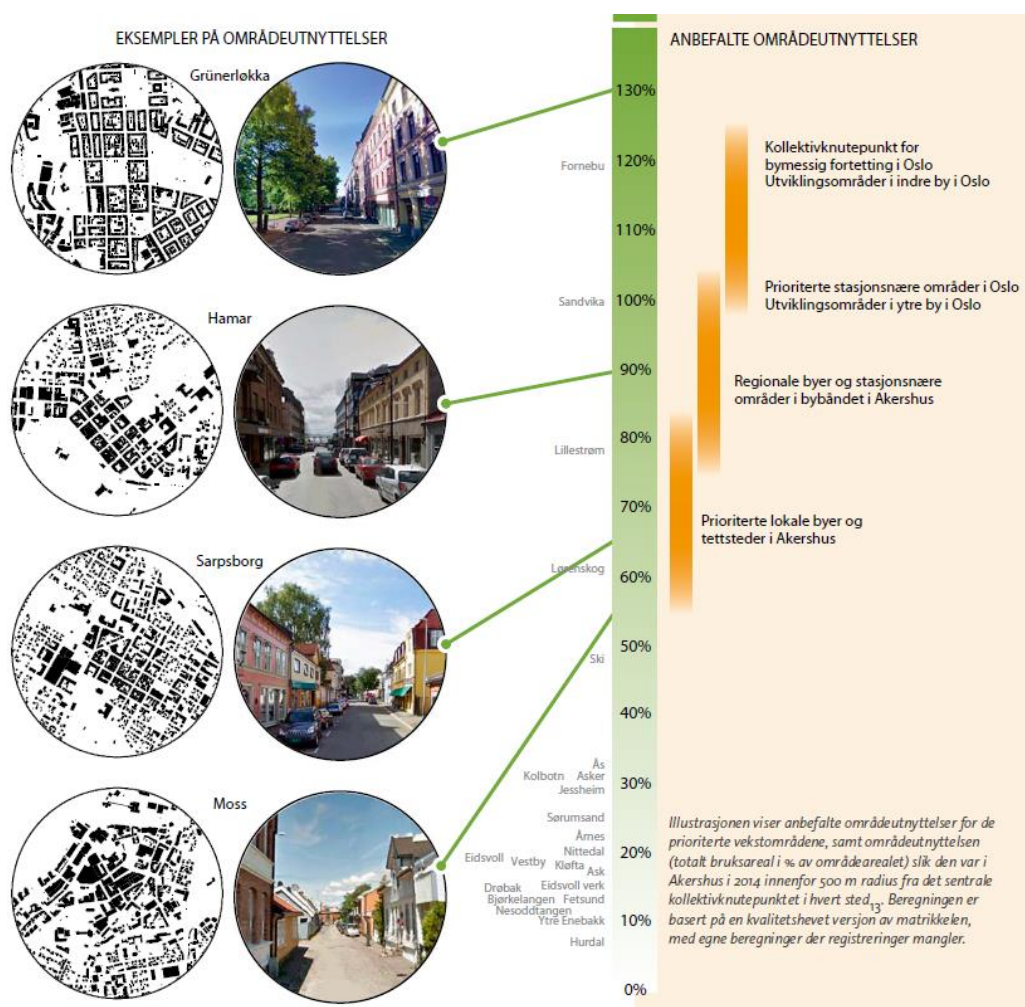 EKSEMPLER PÅ OMRÅDEUTNYTTELSER
Grünerløkka
Hamar
Sarpsborg
Moss
Fornebu
Sandvika
Lillestrøm
Lørenskog
Ski
Ås
Kolbotn Asker
Jessheim
Sørumsand
Årnes
Nittedal
Eidsvoll Vestby Kløfta
Ask
Drøbak Eidsvoll verk
Bjørkelangen Fetsund
Nesoddtangen
Ytre Enebakk
Hurdal
130%
120%
110%
100%
90%
80%
70%
60%
50%
40%
30%
20%
10%
0%
ANBEFALTE OMRÅDEUTNYTTELSER
Kollektivknutepunkt for
bymessig fortetting i Oslo
Utviklingsområder i indre by i Oslo
Prioriterte stasjonsnære områder i Oslo
Utviklingsområder i ytre by i Oslo
Regionale byer og stasjonsnære
områder i bybåndet i Akershus
Prioriterte lokale byer og
tettsteder i Akershus
Illustrasjonen viser anbefalte områdeutnyttelser for de
prioriterte vekstområdene, samt områdeutnyttelsen
(totalt bruksareal i % av områdearealet) slik den var i
Akershus i 2014 innenfor 500 m radius fra det sentrale
kollektivknutepunktet i hvert sted13. Beregningen er
basert på en kvalitetshevet versjon av matrikkelen,
med egne beregninger der registreringer mangler.